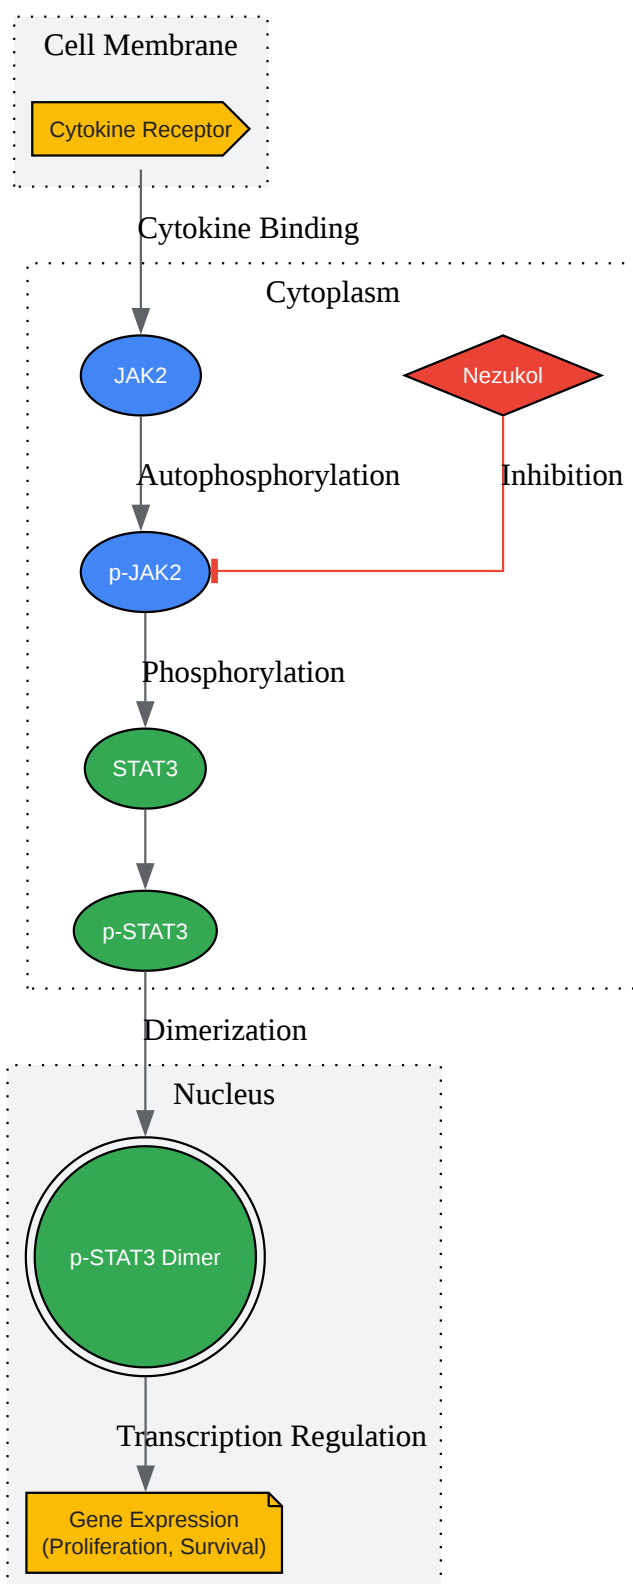 Cell Membrane
Cytokine Receptor
Cytokine Binding
Cytoplasm
JAK2
Nezukol
Autophosphorylation
Inhibition
p-JAK2
Phosphorylation
STAT3
p-STAT3
Dimerization
Nucleus
p-STAT3 Dimer
Transcription Regulation
Gene Expression
(Proliferation, Survival)